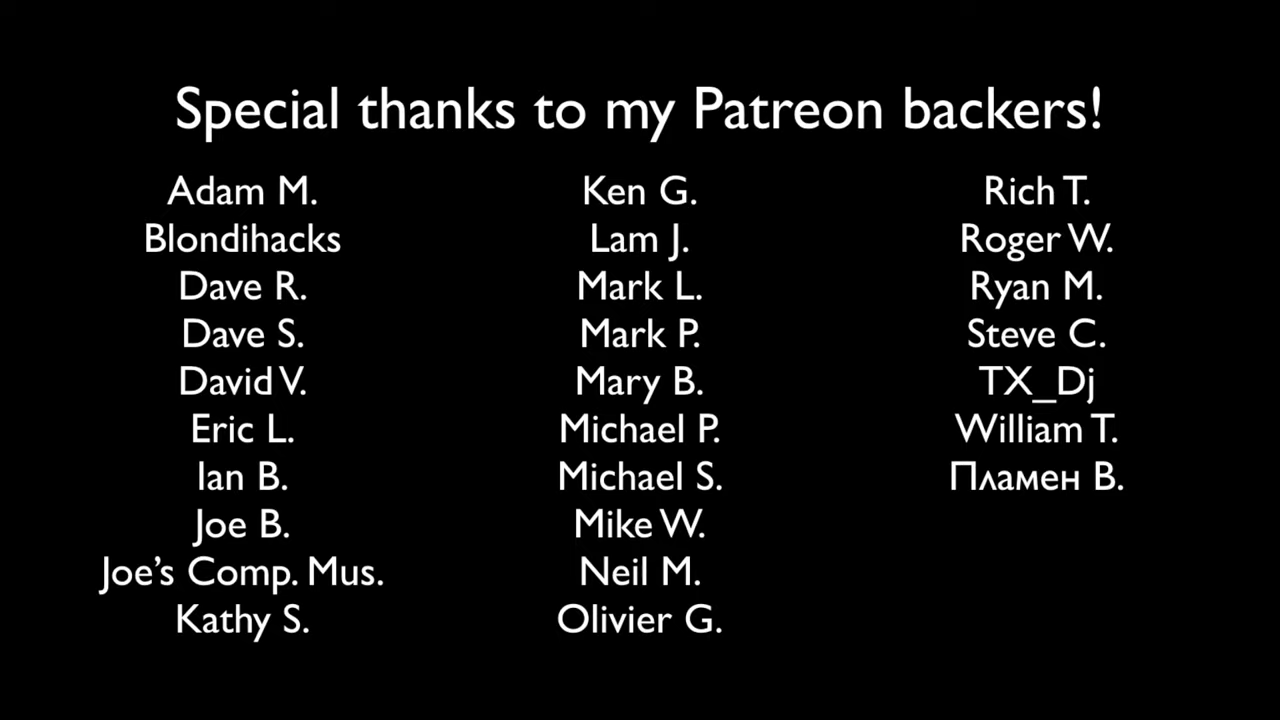 Special thanks to my Patreon backers!
Adam M.
Blondihacks
Dave R.
Dave S.
David V.
Eric L.
Ian B.
Joe B.
Joe’s Comp. Mus.
Kathy S.
Ken G.
Lam J.
Mark L.
Mark P.
Mary B.
Michael P.
Michael S.
Mike W.
Neil M.
Olivier G.
Rich T.
Roger W.
Ryan M.
Steve C.
TX_Dj
William T.
Пламен В.